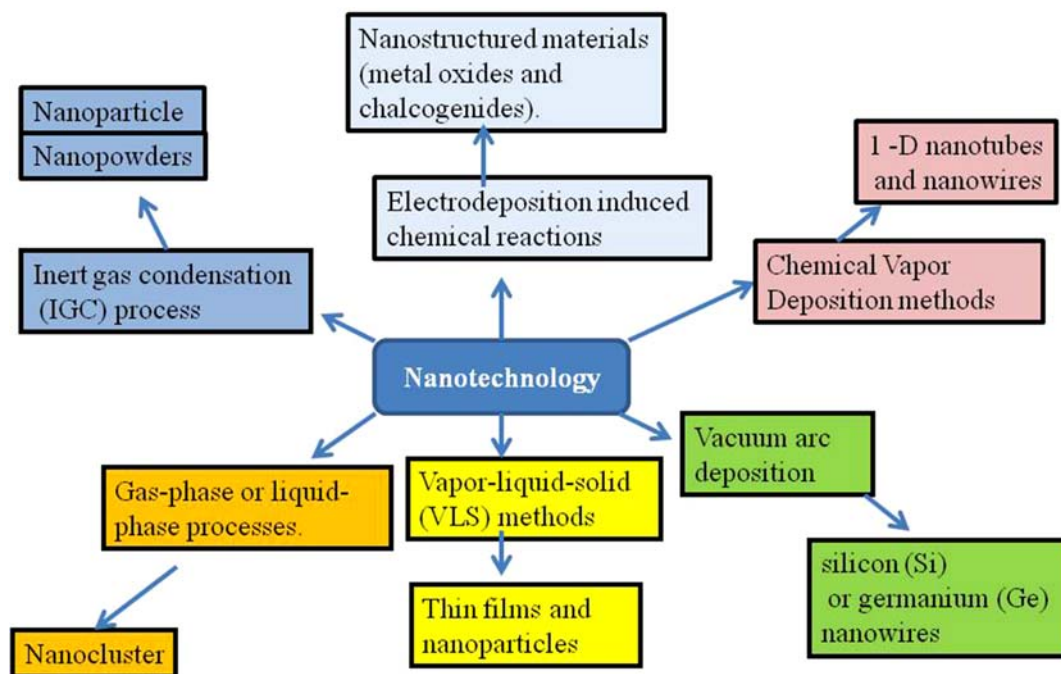 Nanostructured materials
(metal oxides and
chalcogenides).
Nanoparticle
Nanopowders
1 -D nanotubes
and nanowires
Electrodeposition induced
chemical reactions
Inert gas condensation
(IGC) process
Chemical Vapor
Deposition methods
Nanotechnology
Vacuum arc
deposition
Gas-phase or liquid-
phase processes.
Vapor-liquid-solid
(VLS) methods
silicon (Si)
or germanium (Ge)
nanowires
Thin films and
nanoparticles
Nanocluster